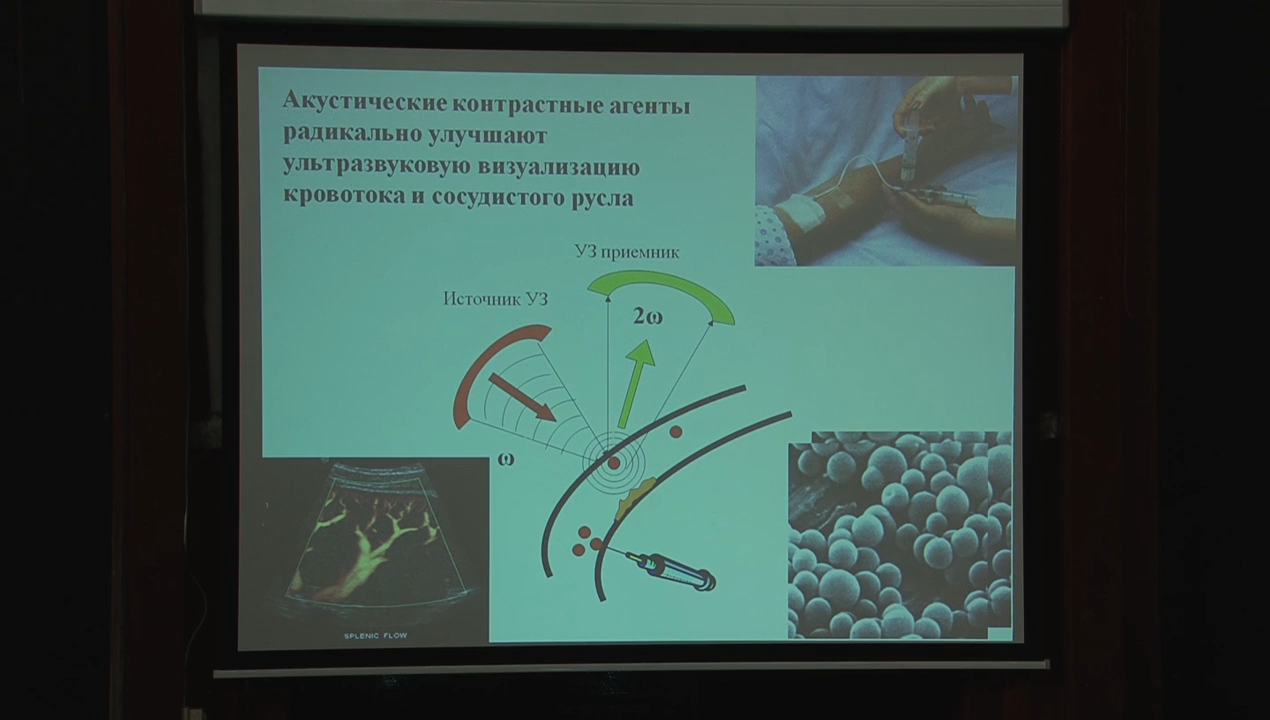 Акустические контрастные агенты
радикально улучшают
ультразвуковую визуализацию
кровотока и сосудистого русла
УЗ приемник
Источник УЗ
2ω
ω
SPLENIC FLOW